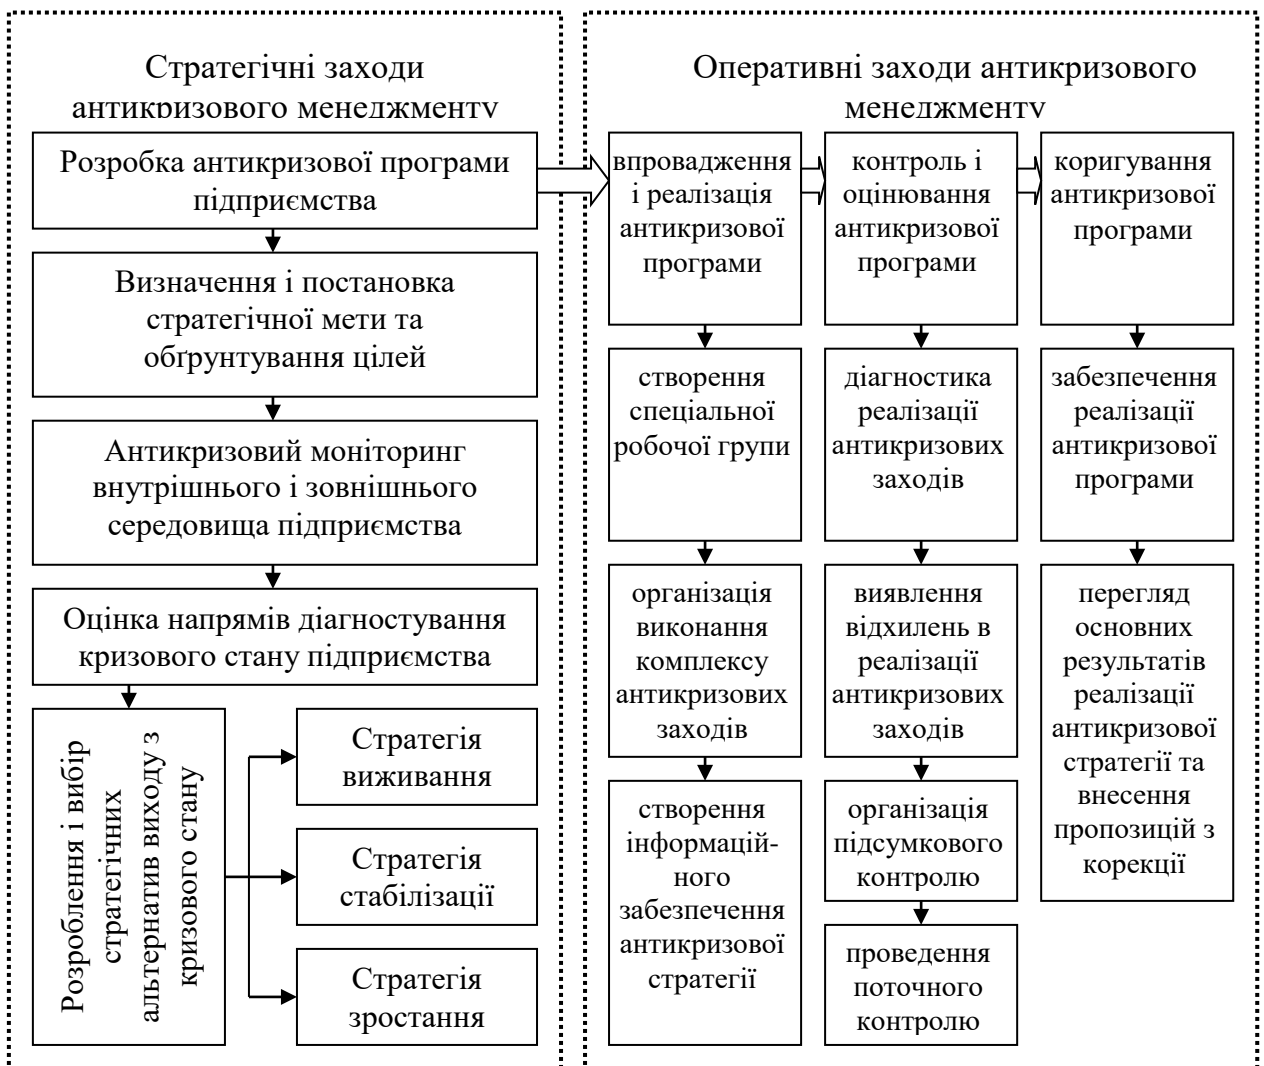 Стратегічні заходи
антикризового менеджменту
Розробка антикризової програми
підприємства
Визначення і постановка
стратегічної мети та
обґрунтування цілей
Антикризовий моніторинг
внутрішнього і зовнішнього
середовища підприємства
Оцінка напрямів діагностування
кризового стану підприємства
Розроблення і вибір
стратегічних
альтернатив виходу з
кризового стану
Стратегія
виживання
Стратегія
стабілізації
Стратегія
зростання
Оперативні заходи антикризового
менеджменту
впровадження
і реалізація
антикризової
програми
створення
спеціальної
робочої групи
організація
виконання
комплексу
антикризових
заходів
створення
інформацій-
ного
забезпечення
антикризової
стратегії
контроль і
оцінювання
антикризової
програми
діагностика
реалізації
антикризових
заходів
виявлення
відхилень в
реалізації
антикризових
заходів
організація
підсумкового
контролю
проведення
поточного
контролю
коригування
антикризової
програми
забезпечення
реалізації
антикризової
програми
перегляд
основних
результатів
реалізації
антикризової
стратегії та
внесення
пропозицій з
корекції